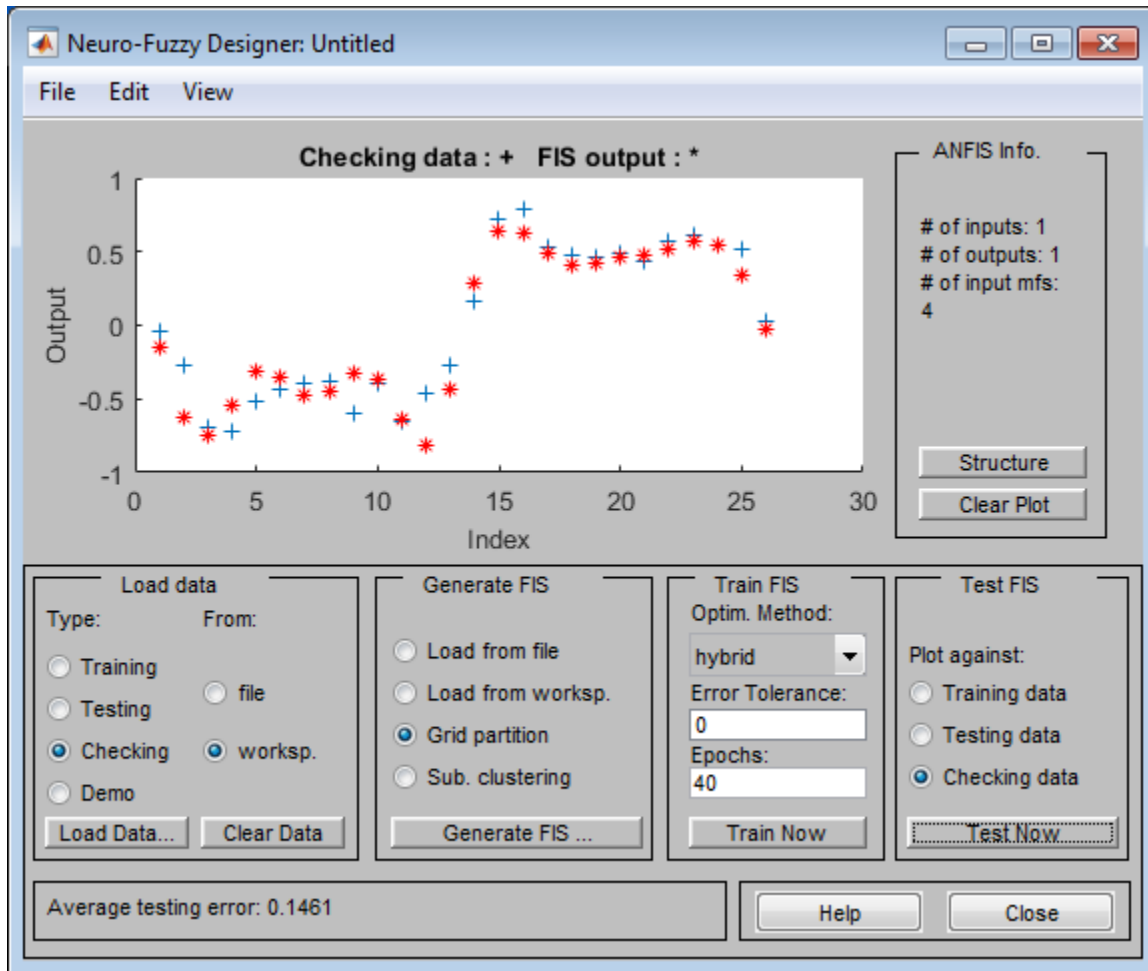 Neuro-Fuzzy Designer: Untitled
File Edit View
Checking data : + FIS output : *
1
0.5
0
-0.5
-1
Output
0 5 10 15 20 25 30
Index
ANFIS Info.
# of inputs: 1
# of outputs: 1
# of input mfs:
4
Structure
Clear Plot
Load data
Type: From:
Training
Testing
Checking
Demo
file
worksp.
Load Data...
Clear Data
Generate FIS
Load from file
Load from worksp.
Grid partition
Sub. clustering
Generate FIS ...
Train FIS
Optim. Method:
hybrid
Error Tolerance:
0
Epochs:
40
Train Now
Test FIS
Plot against:
Training data
Testing data
Checking data
Test Now
Average testing error: 0.1461
Help
Close